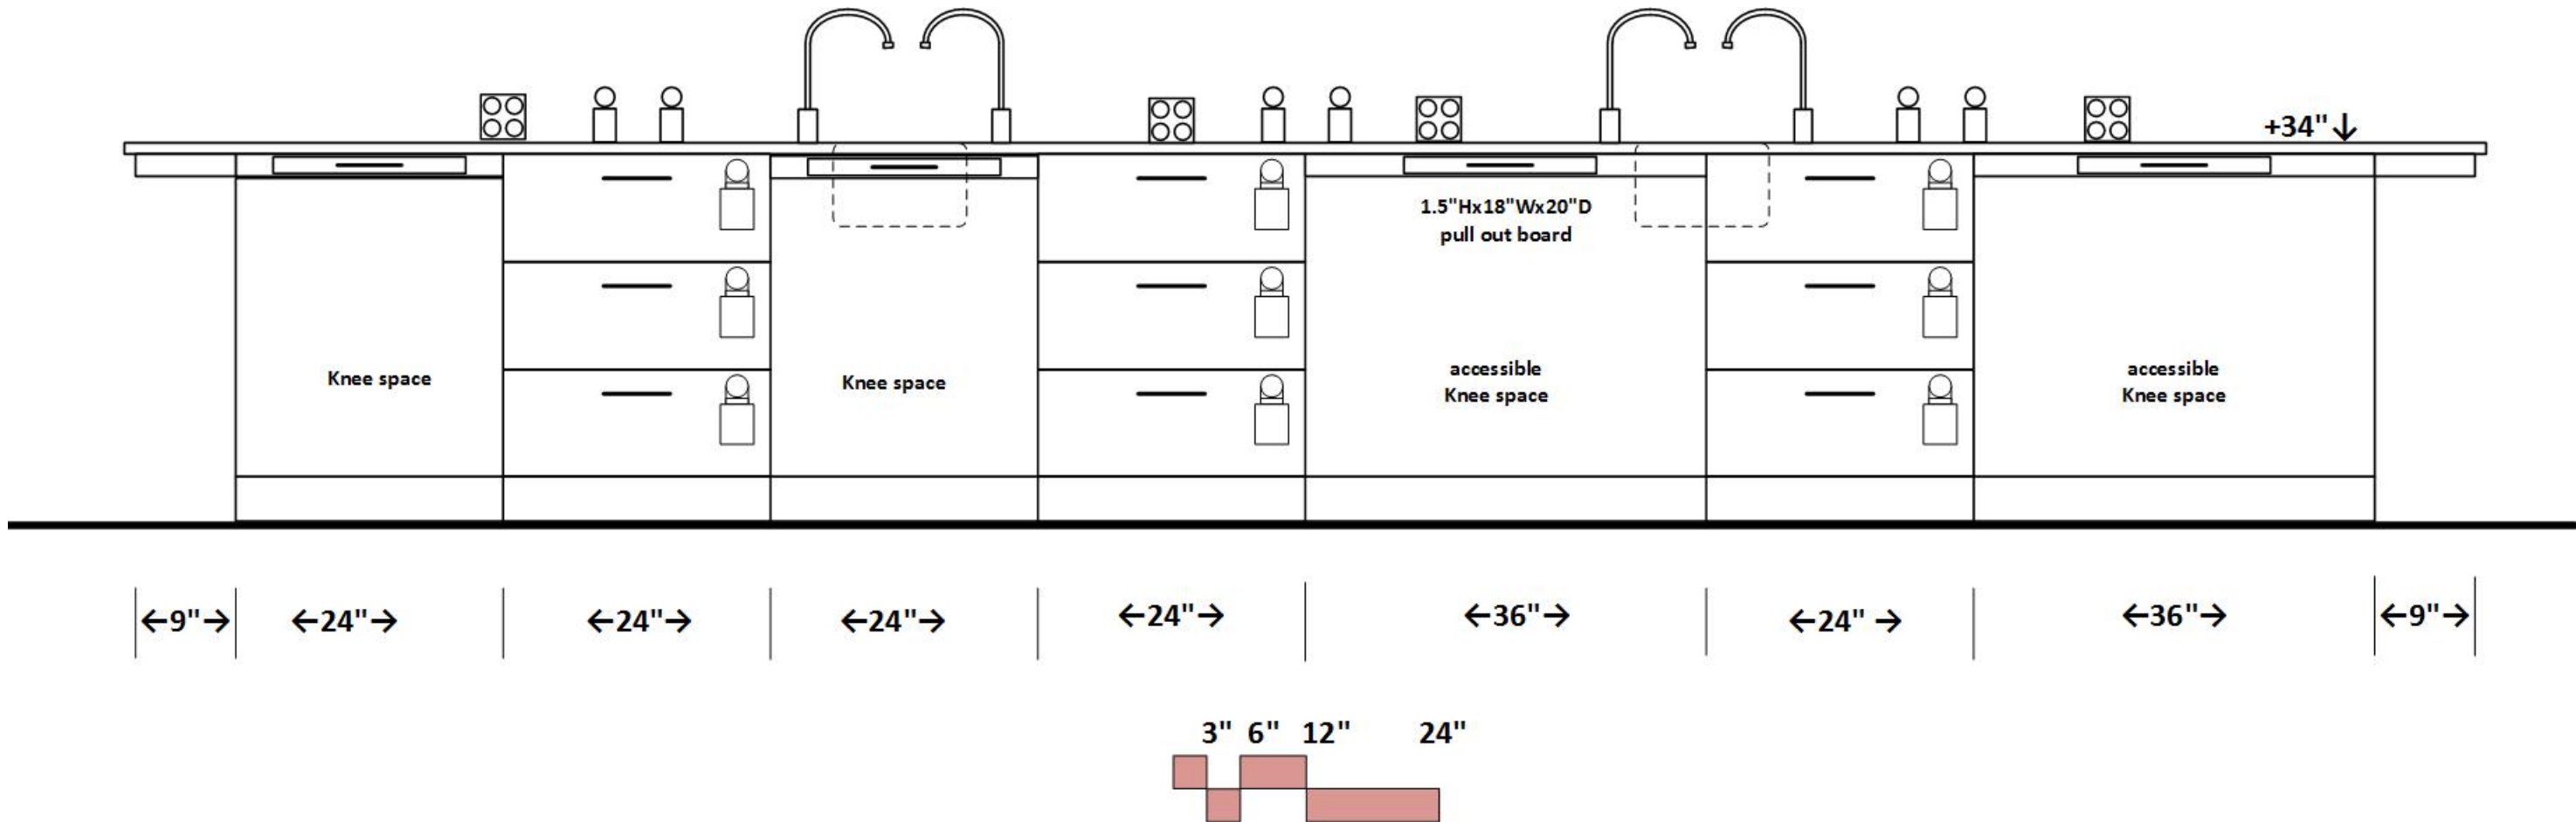 +34"↓
1.5"Hx18"Wx20"D
pull out board
Knee space
Knee space
accessible
Knee space
accessible
Knee space
←9"→ ←24"→ ←24"→ ←24"→ ←24"→ ←36"→ ←24" → ←36"→ ←9"→
3" 6" 12" 24"